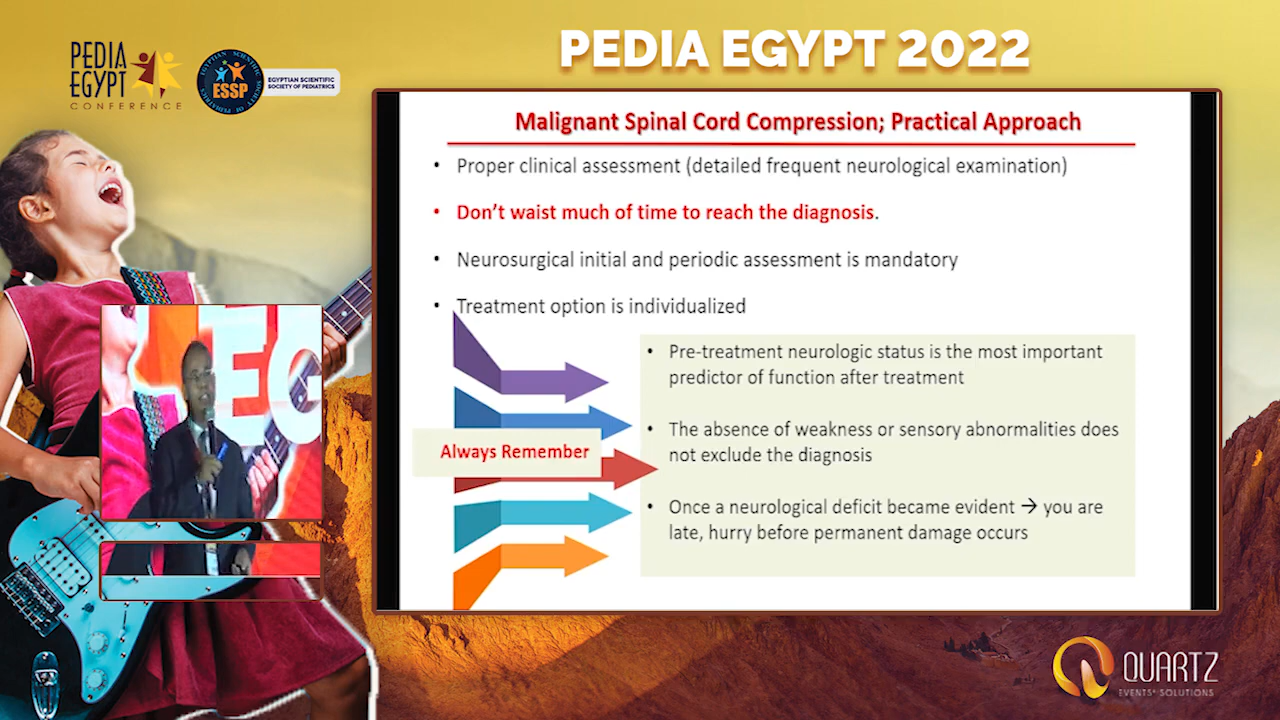 PEDIA EGYPT 2022
PEDIA
EGYPT
CONFERENCE
ESSP
EGYPTIAN SCIENTIFIC
SOCIETY OF PEDIATRICS
Malignant Spinal Cord Compression; Practical Approach
• Proper clinical assessment (detailed frequent neurological examination)
• Don’t waist much of time to reach the diagnosis.
• Neurosurgical initial and periodic assessment is mandatory
• Treatment option is individualized
Always Remember
• Pre-treatment neurologic status is the most important
predictor of function after treatment
• The absence of weakness or sensory abnormalities does
not exclude the diagnosis
• Once a neurological deficit became evident → you are
late, hurry before permanent damage occurs
EG
QUARTZ
EVENTS' SOLUTIONS